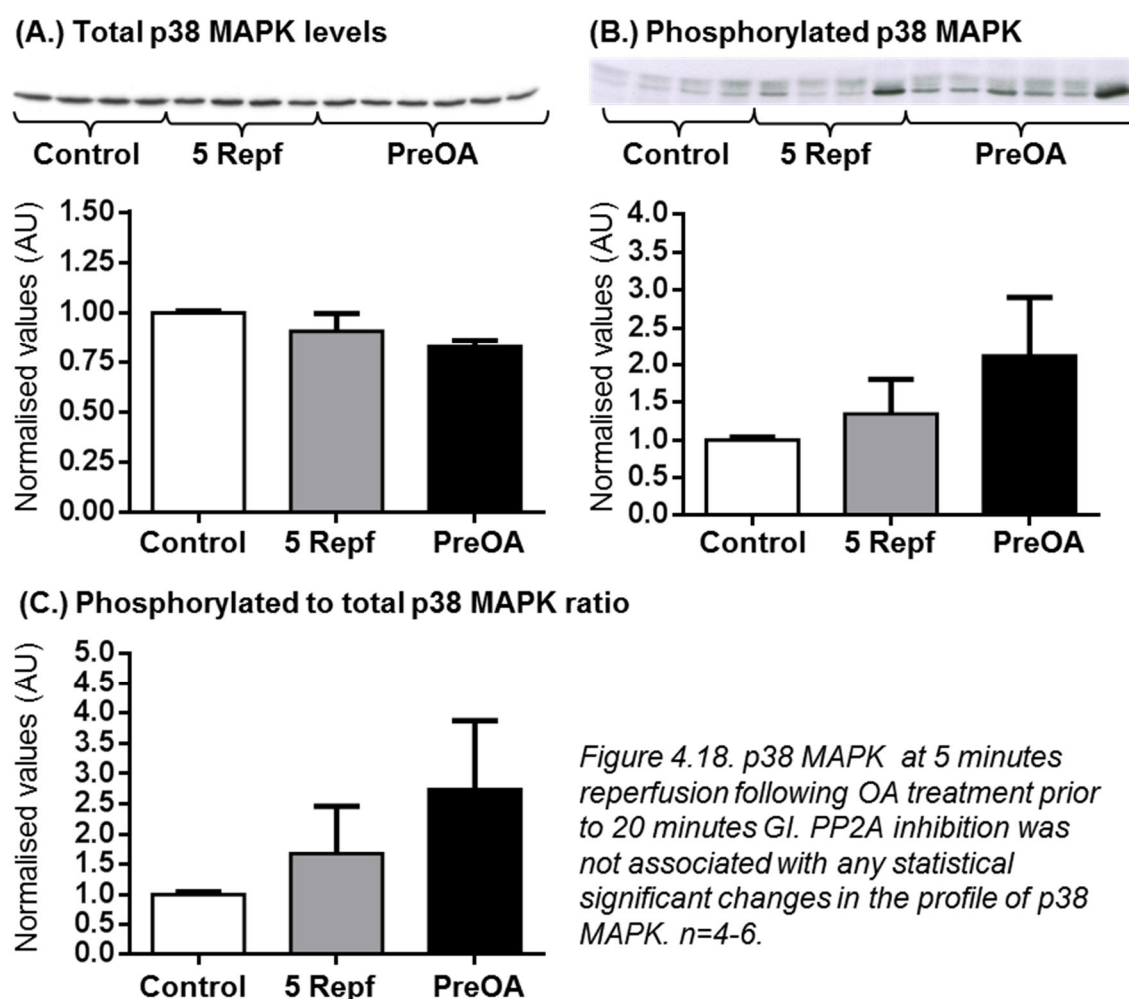 (A.) Total p38 MAPK levels
Control 5 Repf PreOA
Normalised values (AU)
1.50
1.25
1.00
0.75
0.50
0.25
0.00
Control 5 Repf PreOA
(B.) Phosphorylated p38 MAPK
Control 5 Repf PreOA
Normalised values (AU)
4.0
3.5
3.0
2.5
2.0
1.5
1.0
0.5
0.0
Control 5 Repf PreOA
(C.) Phosphorylated to total p38 MAPK ratio
Normalised values (AU)
5.0
4.5
4.0
3.5
3.0
2.5
2.0
1.5
1.0
0.5
0.0
Control 5 Repf PreOA
Figure 4.18. p38 MAPK at 5 minutes
reperfusion following OA treatment prior
to 20 minutes GI. PP2A inhibition was
not associated with any statistical
significant changes in the profile of p38
MAPK. n=4-6.